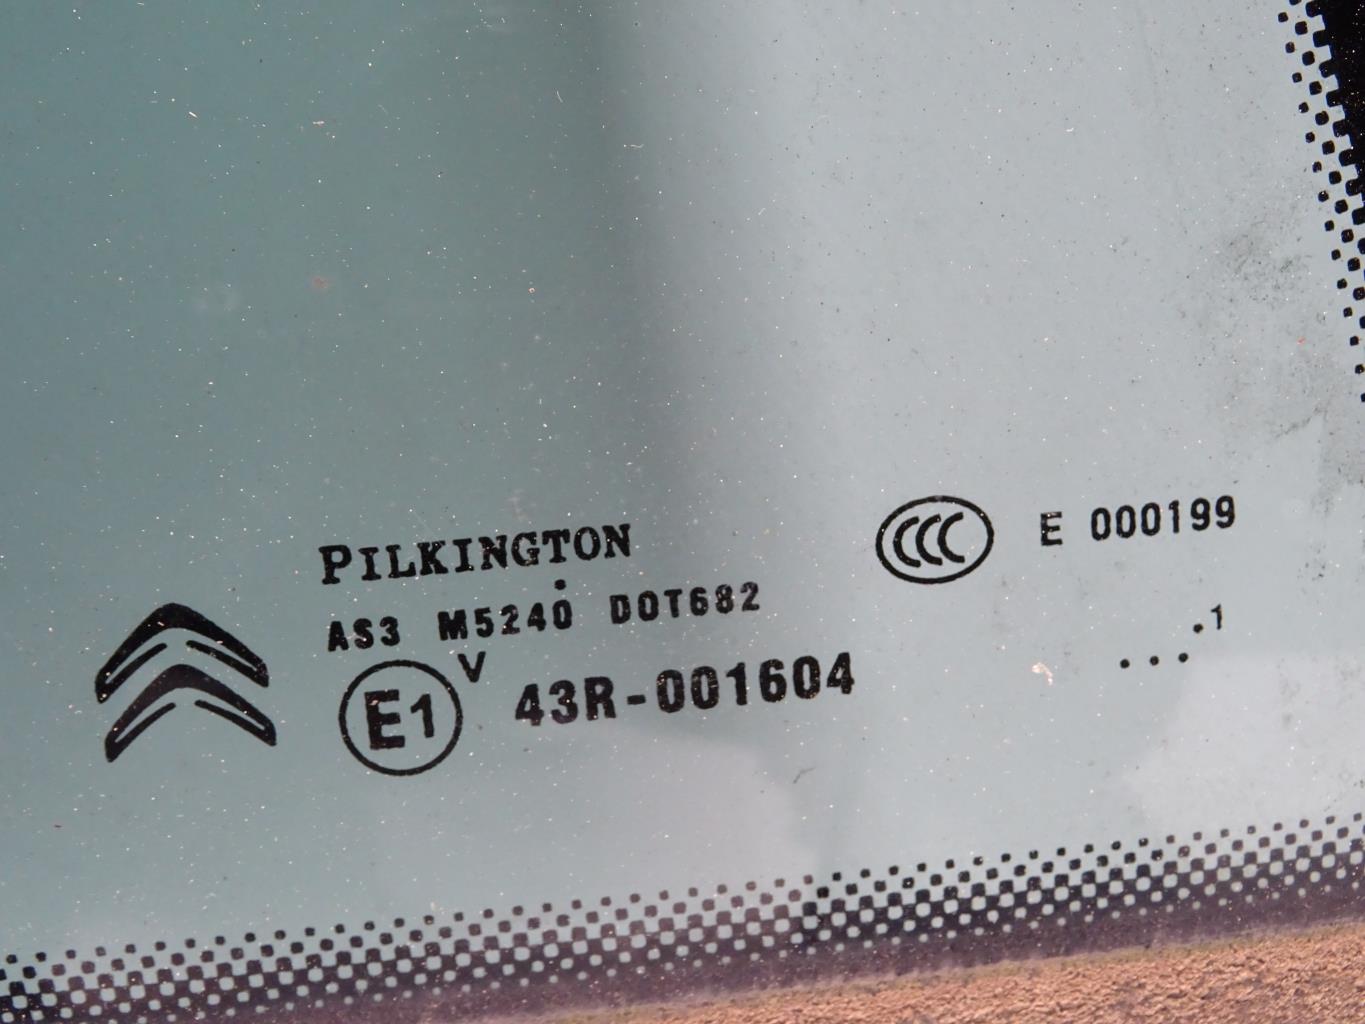 PILKINGTON
AS3 M5240 DOT682
E1 V 43R-001604
CCC E 000199
....1